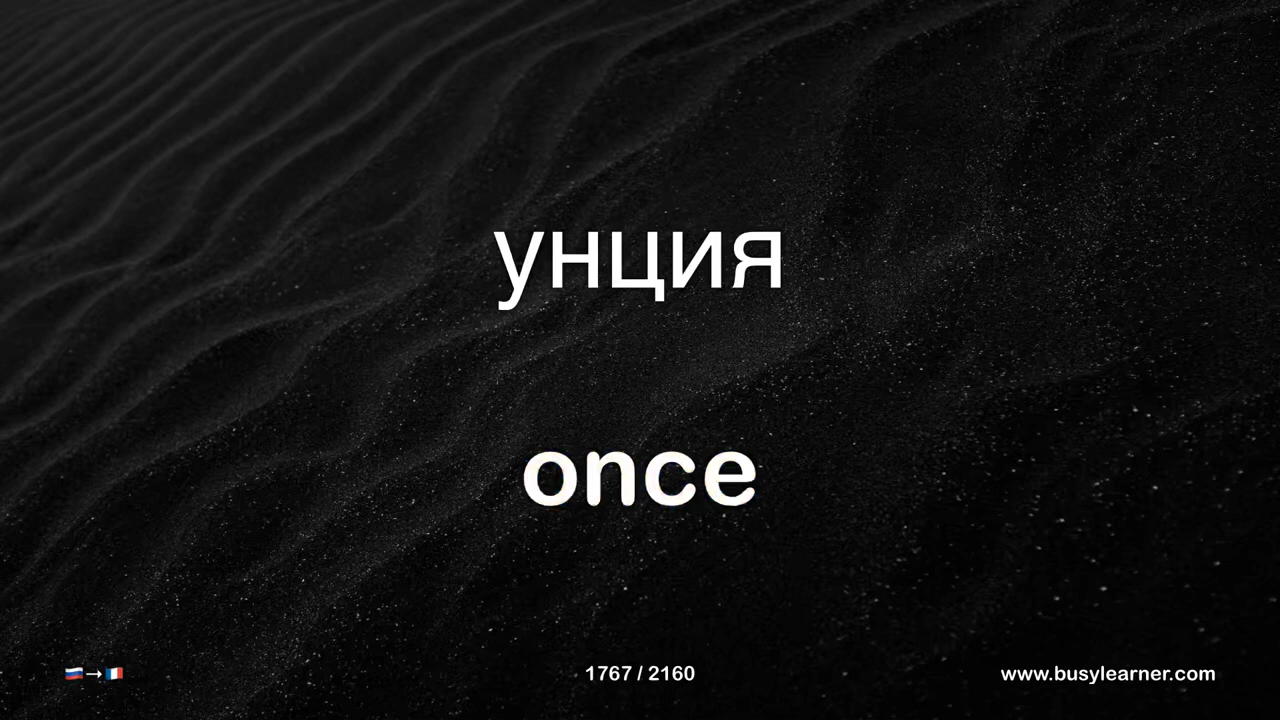 унция
once
🇷🇺→🇫🇷
1767 / 2160
www.busylearner.com